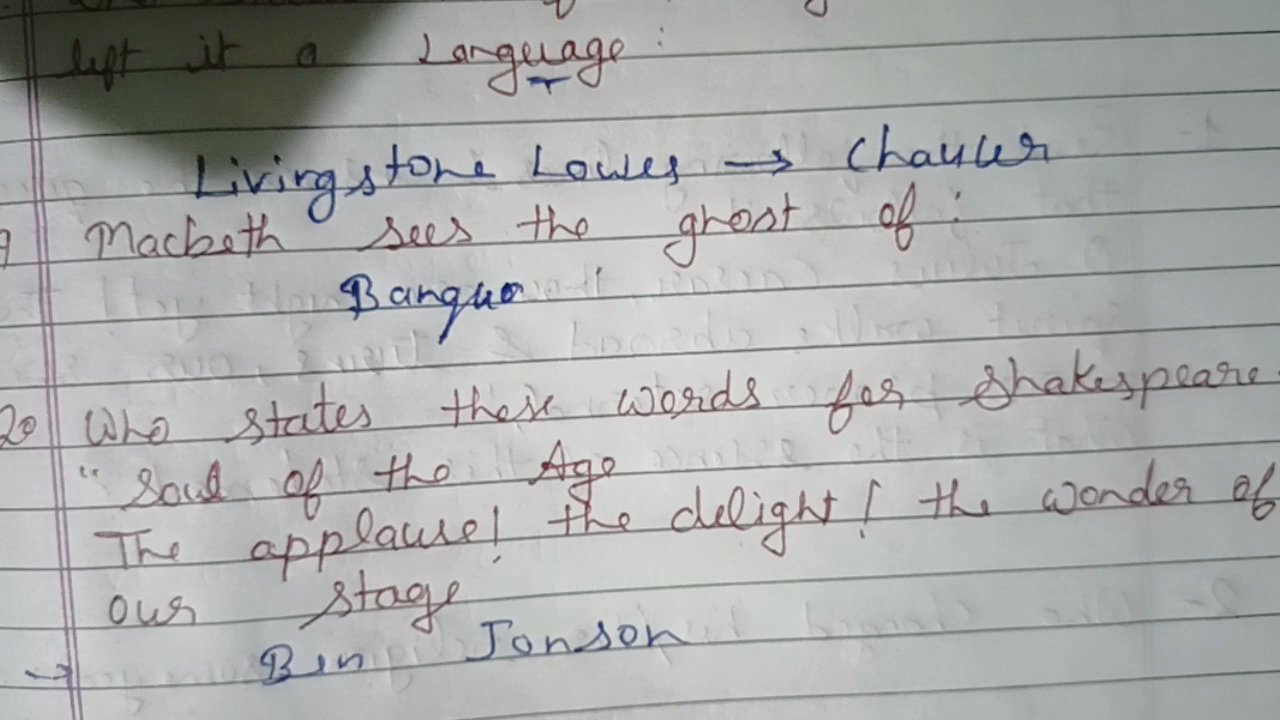 left it a Language :
Livingstone Lowes → Chaucer
9 Macbeth sees the ghost of :
Banquo
20 Who states these words for Shakespeare
" Soul of the Age
The applause! the delight! the wonder of
our stage
→ Ben Jonson